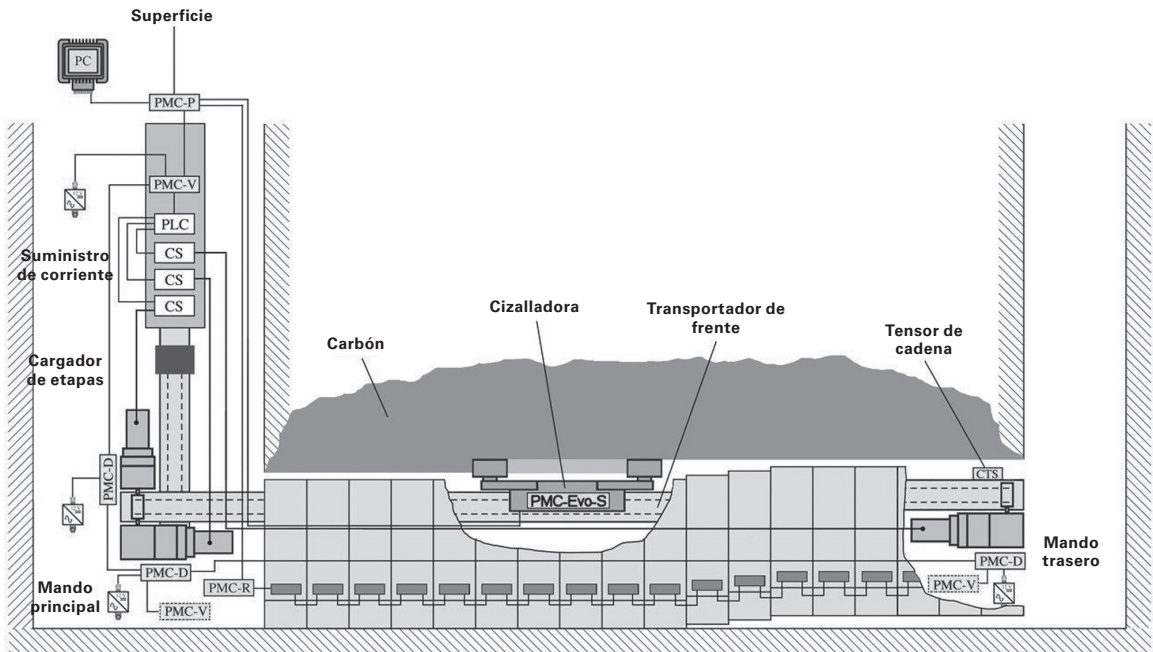 Superficie
PC
PMC-P
PMC-V
PLC
CS
CS
CS
Suministro
de corriente
Cargador
de etapas
Carbón
Cizalladora
Transportador de
frente
Tensor de
cadena
CTS
PMC-D
PMC-Evo-S
PMC-D
PMC-R
PMC-V
Mando
principal
PMC-D
PMC-V
Mando
trasero